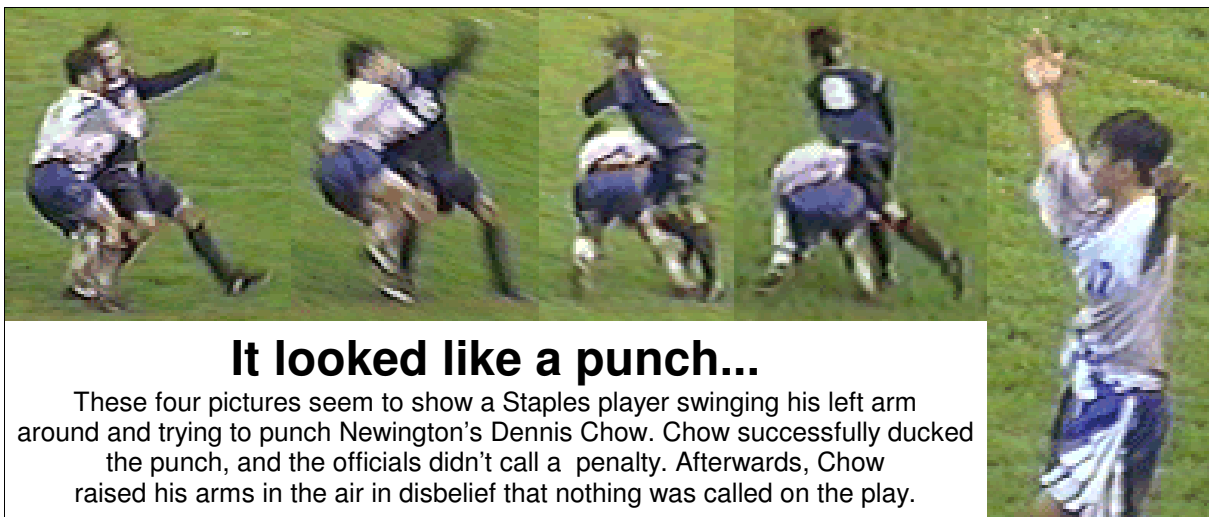 It looked like a punch...
These four pictures seem to show a Staples player swinging his left arm
around and trying to punch Newington's Dennis Chow. Chow successfully ducked
the punch, and the officials didn't call a  penalty. Afterwards, Chow
raised his arms in the air in disbelief that nothing was called on the play.